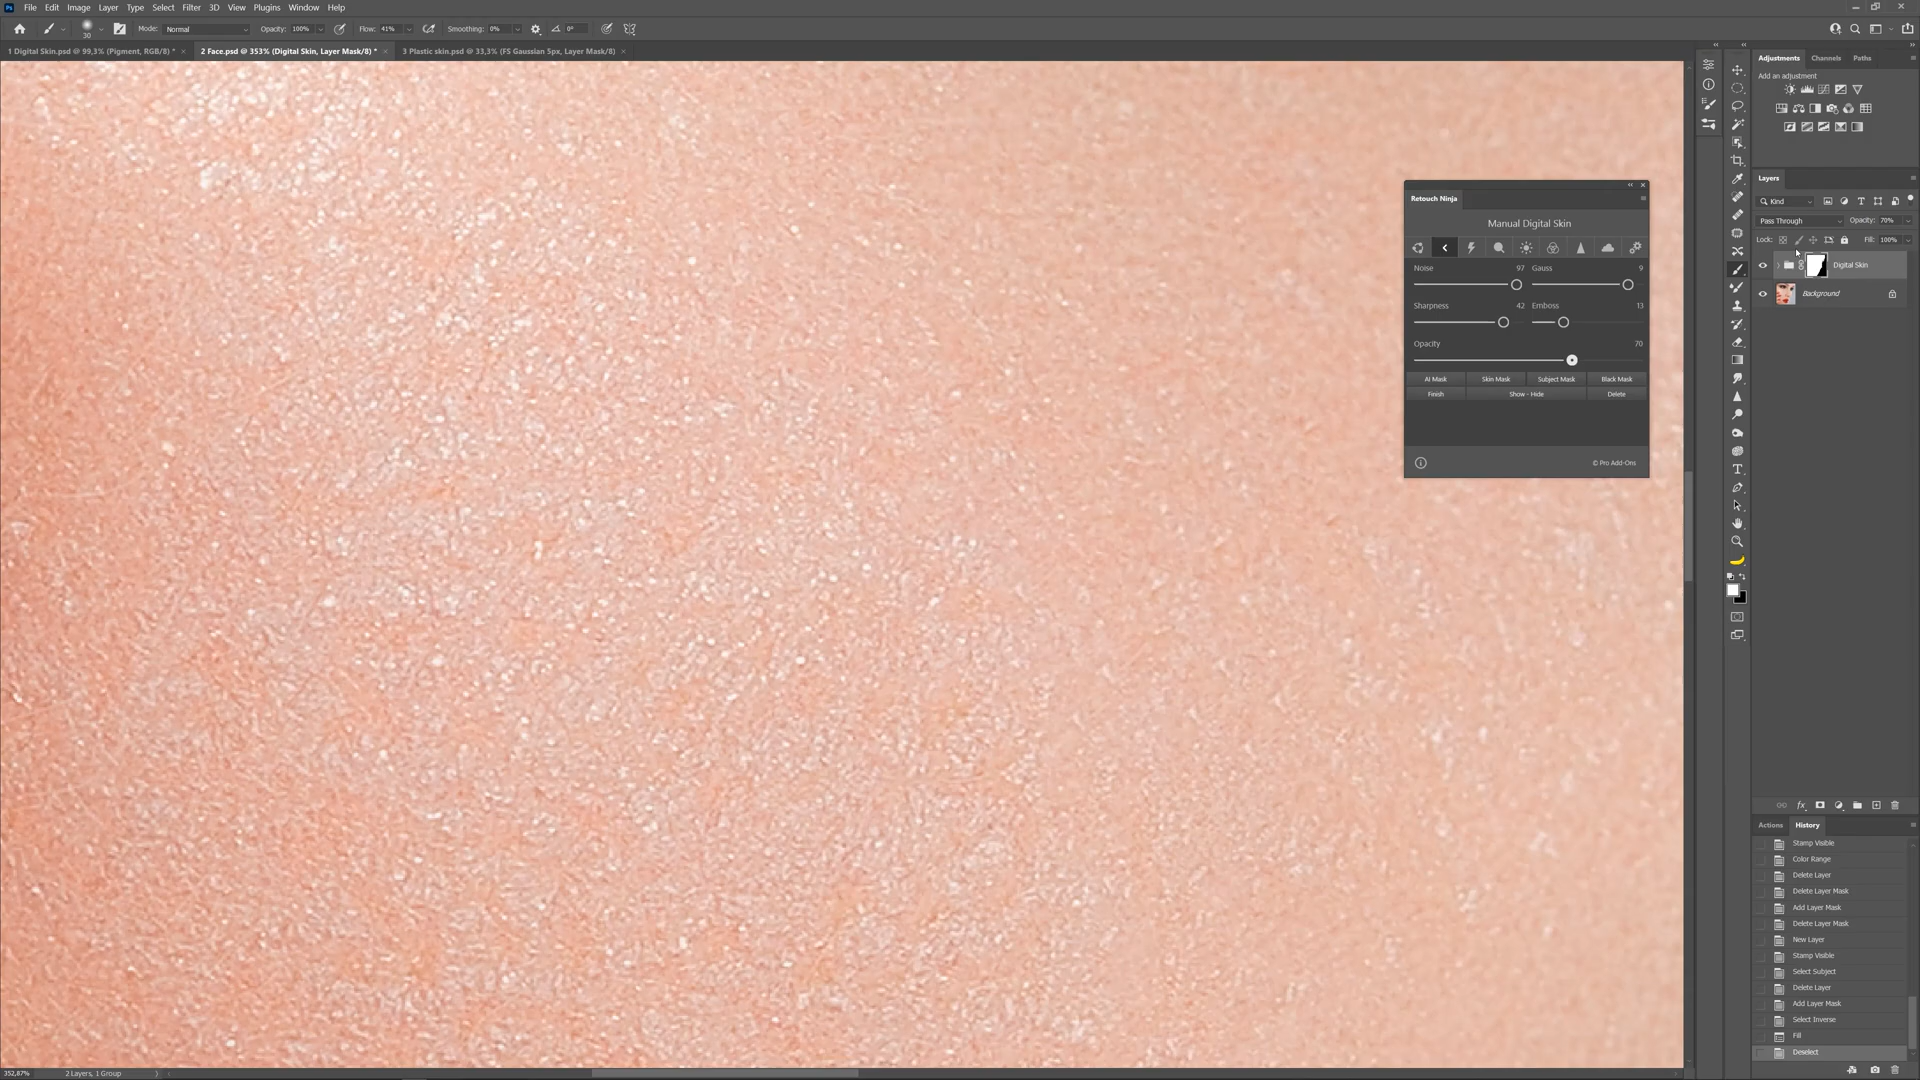 File Edit Image Layer Type Select Filter 3D View Plugins Window Help
30 Mode: Normal Opacity: 100% Flow: 41% Smoothing: 0% 0°
1 Digital Skin.psd @ 99,3% (Pigment, RGB/8) * × 2 Face.psd @ 353% (Digital Skin, Layer Mask/8) * × 3 Plastic skin.psd @ 33,3% (FS Gaussian 5px, Layer Mask/8) ×
Adjustments Channels Paths
Add an adjustment
Layers
Kind
Pass Through Opacity: 70%
Lock: Fill: 100%
Digital Skin
Background
Retouch Ninja
Manual Digital Skin
Noise 97 Gauss 9
Sharpness 42 Emboss 13
Opacity 70
AI Mask Skin Mask Subject Mask Black Mask
Finish Show - Hide Delete
© Pro Add-Ons
fx
Actions History
Stamp Visible
Color Range
Delete Layer
Delete Layer Mask
Add Layer Mask
Delete Layer Mask
New Layer
Stamp Visible
Select Subject
Delete Layer
Add Layer Mask
Select Inverse
Fill
Deselect
352,87% 2 Layers, 1 Group